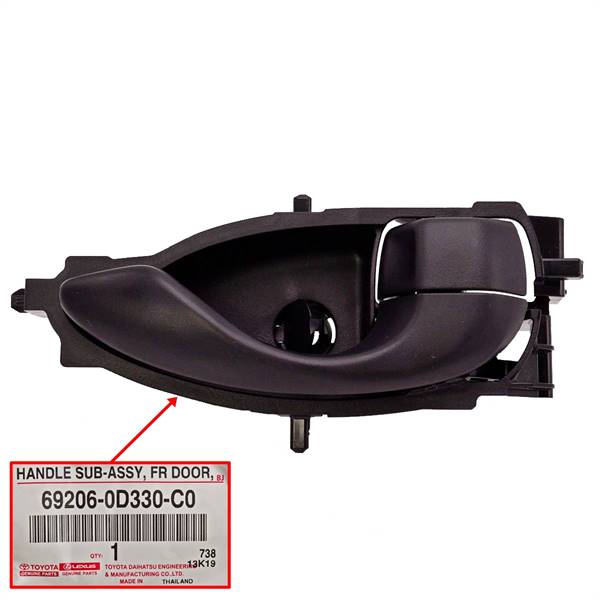 HANDLE SUB-ASSY, FR DOOR, BJ
69206-0D330-C0
QTY: 1 738
13K19
TOYOTA LEXUS TOYOTA DAIHATSU ENGINEERING
GENUINE PARTS GENUINE PARTS & MANUFACTURING CO.,LTD.
MADE IN THAILAND